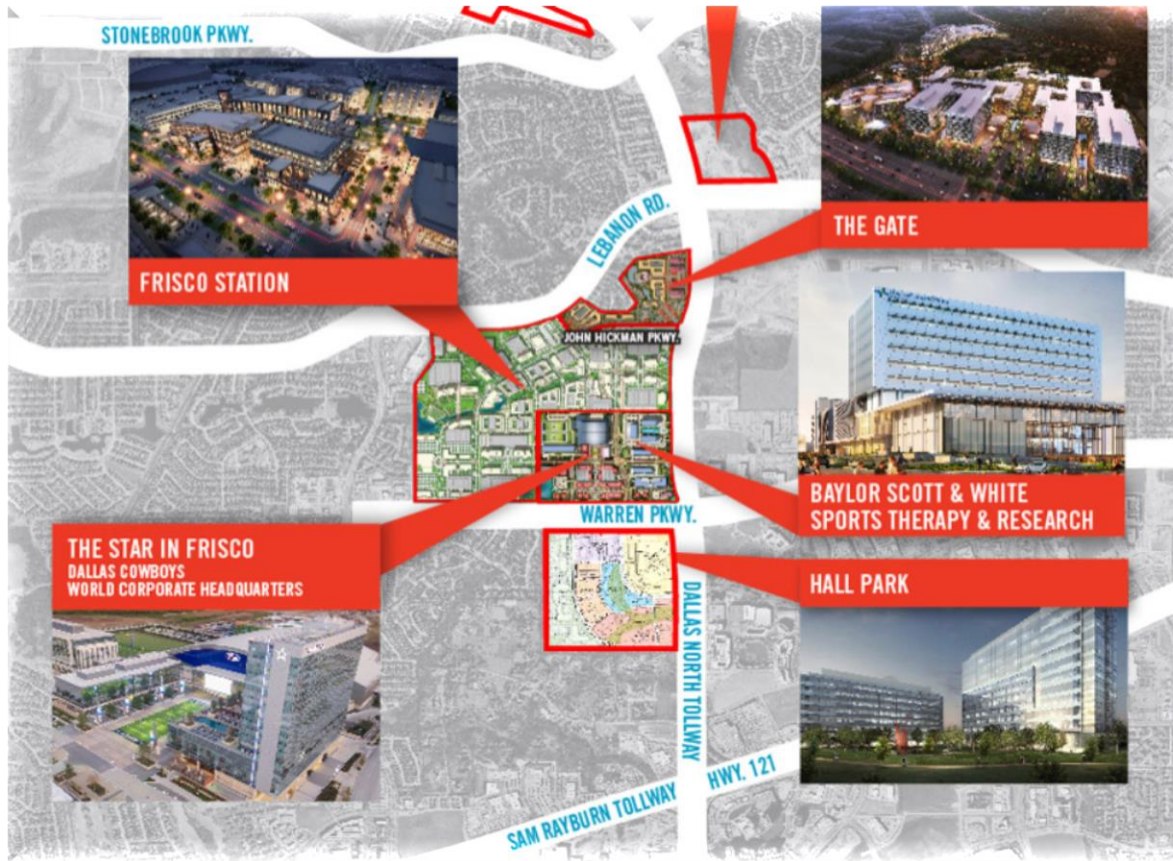 STONEBROOK PKWY.
THE GATE
LEBANON RD.
FRISCO STATION
JOHN HICKMAN PKWY.
BAYLOR SCOTT & WHITE
SPORTS THERAPY & RESEARCH
WARREN PKWY.
THE STAR IN FRISCO
DALLAS COWBOYS
WORLD CORPORATE HEADQUARTERS
HALL PARK
DALLAS NORTH TOLLWAY
HWY. 121
SAM RAYBURN TOLLWAY